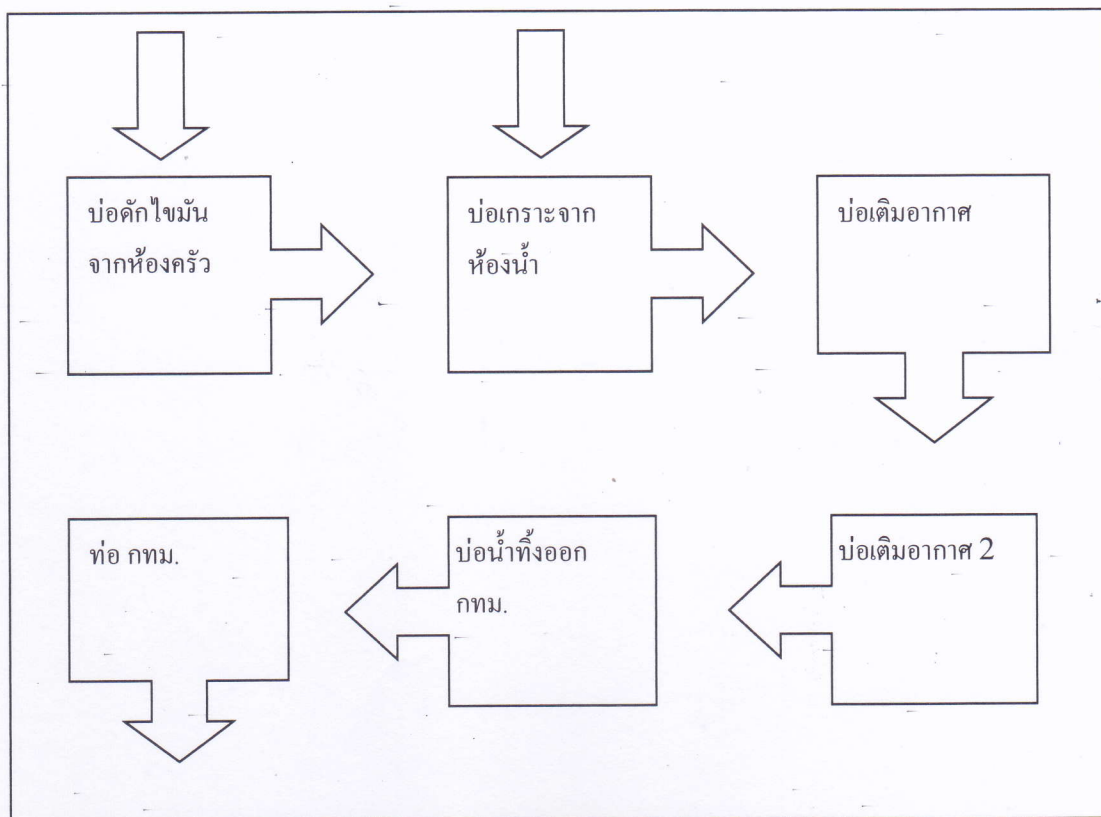 บ่อดักไขมัน
จากห้องครัว
บ่อเกราะจาก
ห้องน้ำ
บ่อเติมอากาศ
ท่อ กทม.
บ่อน้ำทิ้งออก
กทม.
บ่อเติมอากาศ 2